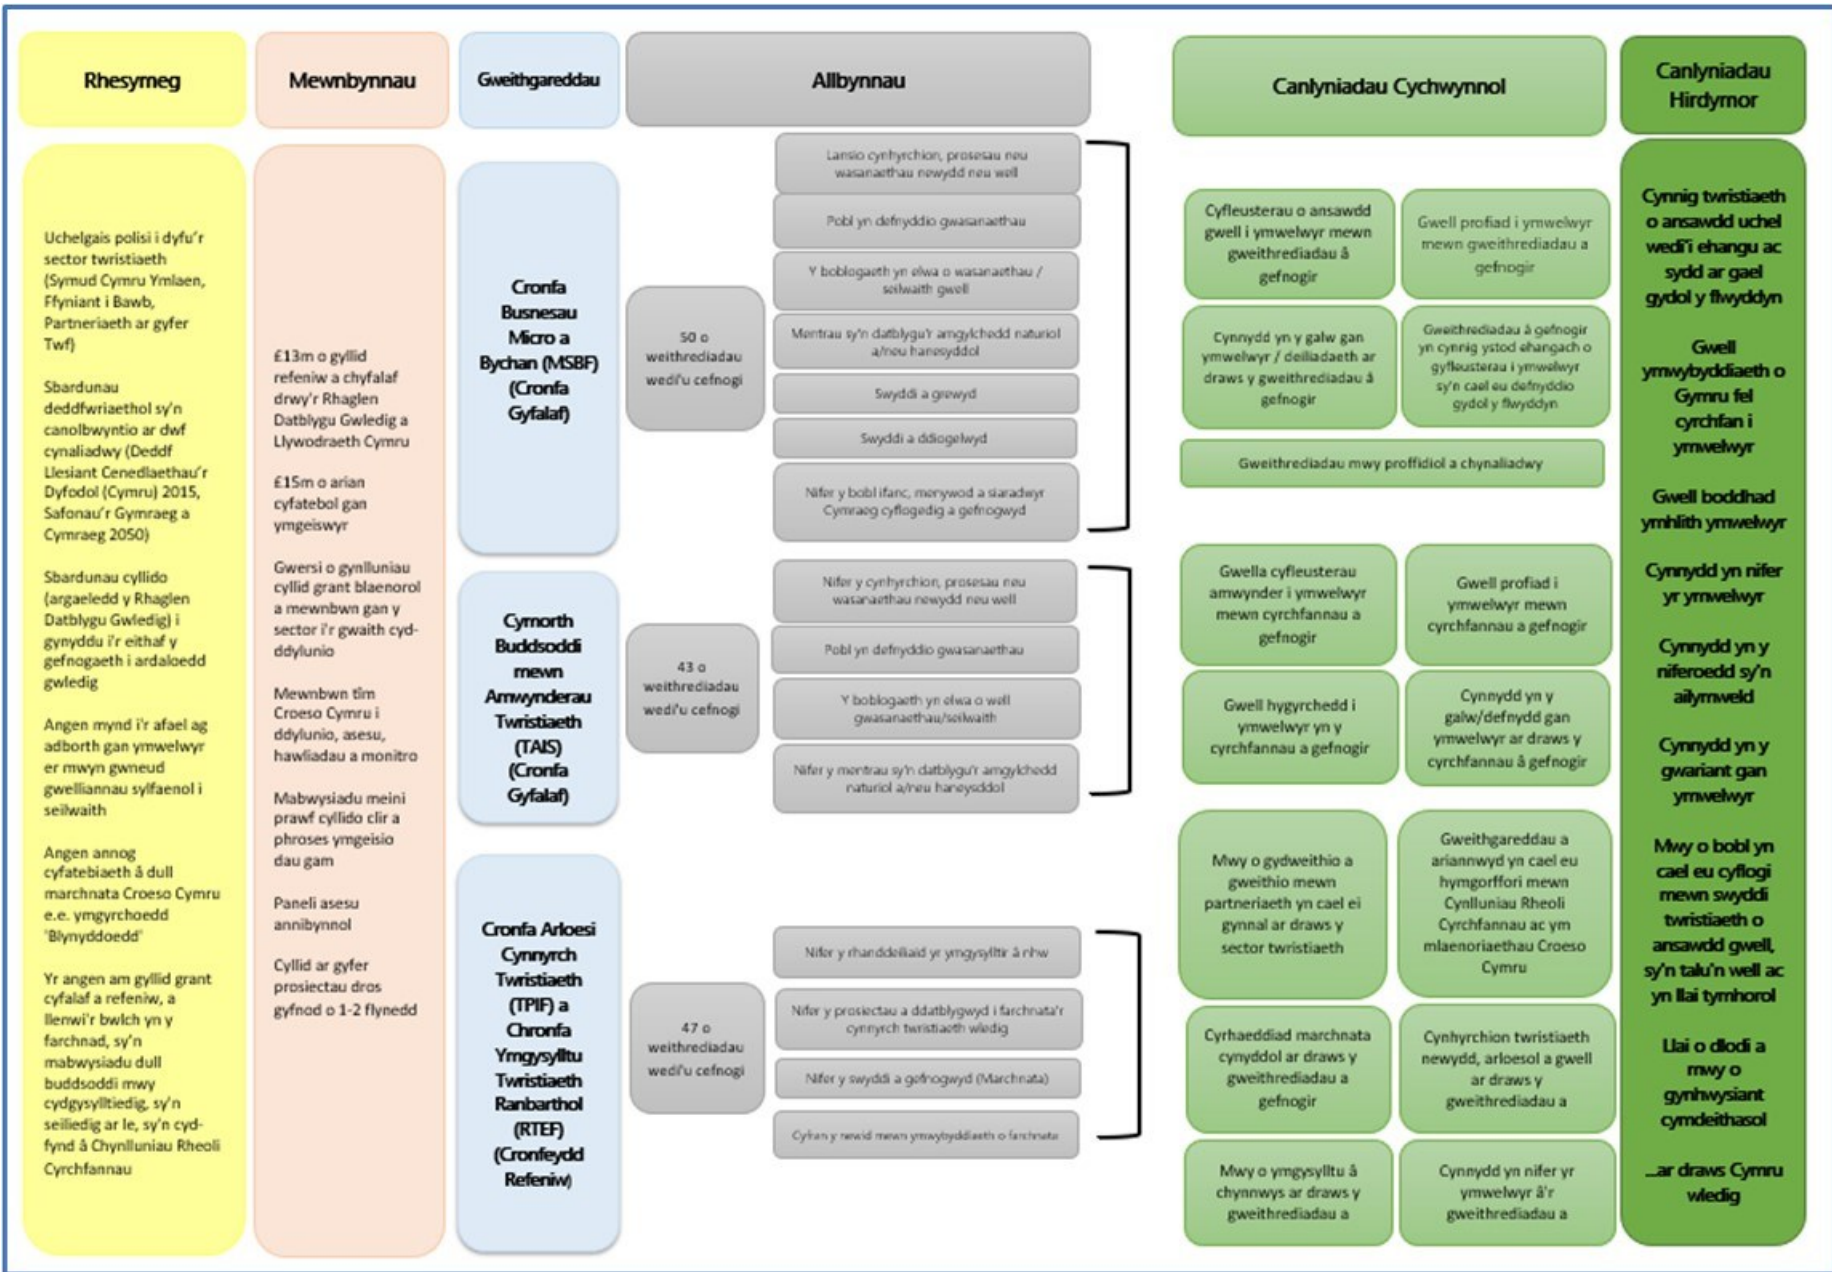 Rhesymeg
Mewnbynnau
Gweithgareddau
Allbynnau
Canlyniadau Cychwynnol
Canlyniadau
Hirdymor
Uchelgais polisi i dyfu'r
sector twristiaeth
(Symud Cymru Ymlaen,
Ffyniant i Bawb,
Partneriaeth ar gyfer
Twf)
Sbardunau
deddfwriaethol sy'n
canolbwyntio ar dwf
cynaliadwy (Deddf
Llesiant Cenedlaethau'r
Dyfodol (Cymru) 2015,
Safonau'r Gymraeg a
Cymraeg 2050)
Sbardunau cyllido
(argaeledd y Rhaglen
Datblygu Gwledig) i
gynyddu i'r eithaf y
gefnogaeth i ardaloedd
gwledig
Angen mynd i'r afael ag
adborth gan ymwelwyr
er mwyn gwneud
gwelliannau sylfaenol i
seilwaith
Angen annog
cyfatebiaeth â dull
marchnata Croeso Cymru
e.e. ymgyrchoedd
'Blynyddoedd'
Yr angen am gyllid grant
cyfalaf a refeniw, a
llenwi'r bwlch yn y
farchnad, sy'n
mabwysiadu dull
buddsoddi mwy
cydgysylltiedig, sy'n
seiliedig ar le, sy'n cyd-
fynd â Chynlluniau Rheoli
Cyrchfannau
£13m o gyllid
refeniw a chyfalaf
drwy'r Rhaglen
Datblygu Gwledig a
Llywodraeth Cymru
£15m o arian
cyfatebol gan
ymgeiswyr
Gwersi o gynlluniau
cyllid grant blaenorol
a mewnbwn gan y
sector i'r gwaith cyd-
ddylunio
Mewnbwn tîm
Croeso Cymru i
ddylunio, asesu,
hawliadau a monitro
Mabwysiadu meini
prawf cyllido clir a
phroses ymgeisio
dau gam
Paneli asesu
annibynnol
Cyllid ar gyfer
prosiectau dros
gyfnod o 1-2 flynedd
Cronfa
Busnesau
Micro a
Bychan (MSBF)
(Cronfa
Gyfalaf)
50 o
weithrediadau
wedi'u cefnogi
Lansio cynhyrchion, prosesau neu
wasanaethau newydd neu well
Pobl yn defnyddio gwasanaethau
Y boblogaeth yn elwa o wasanaethau /
seilwaith gwell
Mentrau sy'n datblygu'r amgylchedd naturiol
a/neu hanesyddol
Swyddi a grewyd
Swyddi a ddiogelwyd
Nifer y bobl ifanc, menywod a siaradwyr
Cymraeg cyflogedig a gefnogwyd
Cyfleusterau o ansawdd
gwell i ymwelwyr mewn
gweithrediadau â
gefnogir
Gwell profiad i ymwelwyr
mewn gweithrediadau a
gefnogir
Cynnydd yn y galw gan
ymwelwyr / deiliadaeth ar
draws y gweithrediadau â
gefnogir
Gweithrediadau â gefnogir
yn cynnig ystod ehangach o
gyfleusterau i ymwelwyr
sy'n cael eu defnyddio
gydol y flwyddyn
Gweithrediadau mwy proffidiol a chynaliadwy
Cymorth
Buddsoddi
mewn
Amwynderau
Twristiaeth
(TAIS)
(Cronfa
Gyfalaf)
43 o
weithrediadau
wedi'u cefnogi
Nifer y cynhyrchion, prosesau neu
wasanaethau newydd neu well
Pobl yn defnyddio gwasanaethau
Y boblogaeth yn elwa o well
gwasanaethau/seilwaith
Nifer y mentrau sy'n datblygu'r amgylchedd
naturiol a/neu haneysddol
Gwella cyfleusterau
amwynder i ymwelwyr
mewn cyrchfannau a
gefnogir
Gwell profiad i
ymwelwyr mewn
cyrchfannau a gefnogir
Gwell hygyrchedd i
ymwelwyr yn y
cyrchfannau a gefnogir
Cynnydd yn y
galw/defnydd gan
ymwelwyr ar draws y
cyrchfannau â gefnogir
Cronfa Arloesi
Cynnyrch
Twristiaeth
(TPIF) a
Chronfa
Ymgysylltu
Twristiaeth
Ranbarthol
(RTEF)
(Cronfeydd
Refeniw)
47 o
weithrediadau
wedi'u cefnogi
Nifer y rhanddeiliaid yr ymgysylltir â nhw
Nifer y prosiectau a ddatblygwyd i farchnata'r
cynnyrch twristiaeth wledig
Nifer y swyddi a gefnogwyd (Marchnata)
Cyfran y newid mewn ymwybyddiaeth o farchnata
Mwy o gydweithio a
gweithio mewn
partneriaeth yn cael ei
gynnal ar draws y
sector twristiaeth
Gweithgareddau a
ariannwyd yn cael eu
hymgorffori mewn
Cynlluniau Rheoli
Cyrchfannau ac ym
mlaenoriaethau Croeso
Cymru
Cyrhaeddiad marchnata
cynyddol ar draws y
gweithrediadau a
gefnogir
Cynhyrchion twristiaeth
newydd, arloesol a gwell
ar draws y
gweithrediadau a
Mwy o ymgysylltu â
chynnwys ar draws y
gweithrediadau a
Cynnydd yn nifer yr
ymwelwyr â'r
gweithrediadau a
Cynnig twristiaeth
o ansawdd uchel
wedi'i ehangu ac
sydd ar gael
gydol y flwyddyn
Gwell
ymwybyddiaeth o
Gymru fel
cyrchfan i
ymwelwyr
Gwell boddhad
ymhlith ymwelwyr
Cynnydd yn nifer
yr ymwelwyr
Cynnydd yn y
niferoedd sy'n
ailymweld
Cynnydd yn y
gwariant gan
ymwelwyr
Mwy o bobl yn
cael eu cyflogi
mewn swyddi
twristiaeth o
ansawdd gwell,
sy'n talu'n well ac
yn llai tymhorol
Llai o dlodi a
mwy o
gynhwysiant
cymdeithasol
...ar draws Cymru
wledig